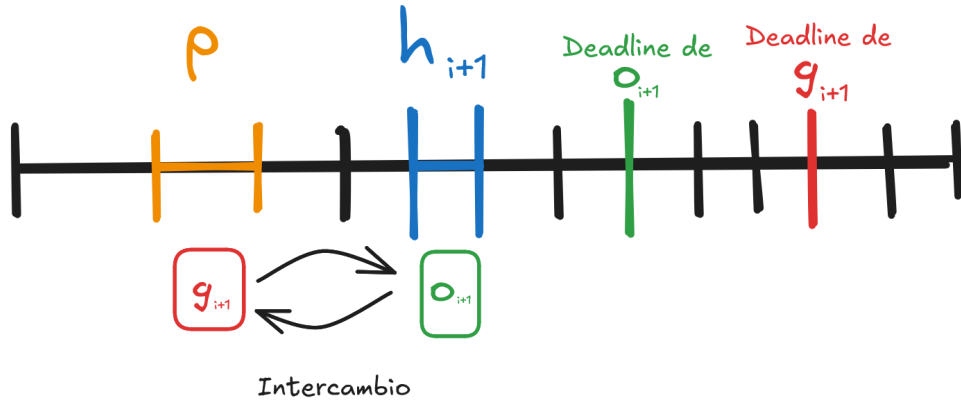 ρ
h i+1
Deadline de
o i+1
Deadline de
g i+1
g i+1
o i+1
Intercambio